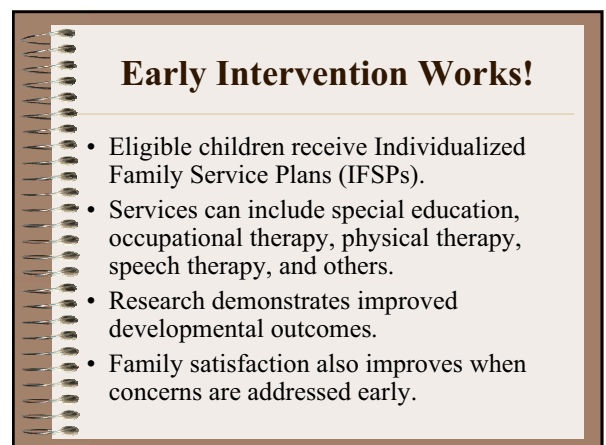 Early Intervention Works!
• Eligible children receive Individualized
Family Service Plans (IFSPs).
• Services can include special education,
occupational therapy, physical therapy,
speech therapy, and others.
• Research demonstrates improved
developmental outcomes.
• Family satisfaction also improves when
concerns are addressed early.